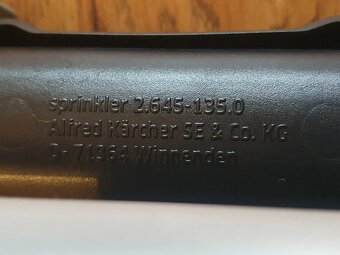 sprinkler 2.645-135.0
Alfred Kärcher SE & Co. KG
D- 71364 Winnenden